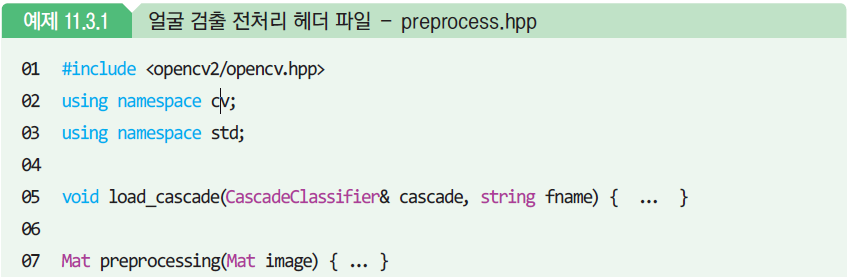 예제 11.3.1 얼굴 검출 전처리 헤더 파일 - preprocess.hpp
01 #include <opencv2/opencv.hpp>
02 using namespace cv;
03 using namespace std;
04
05 void load_cascade(CascadeClassifier& cascade, string fname) { … }
06
07 Mat preprocessing(Mat image) { … }